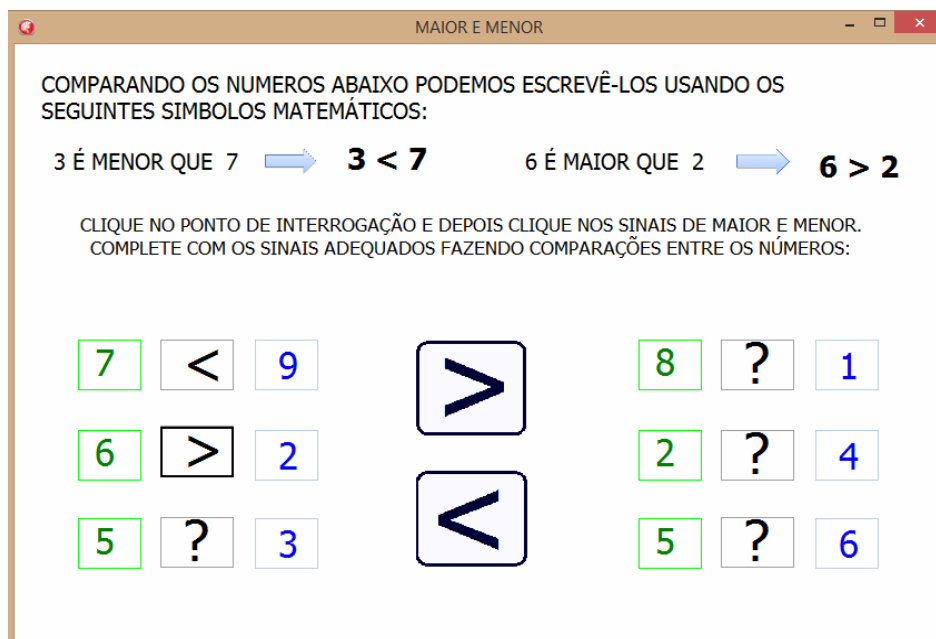 MAIOR E MENOR
COMPARANDO OS NUMEROS ABAIXO PODEMOS ESCREVÊ-LOS USANDO OS
SEGUINTES SIMBOLOS MATEMÁTICOS:
3 É MENOR QUE 7 3 < 7 6 É MAIOR QUE 2 6 > 2
CLIQUE NO PONTO DE INTERROGAÇÃO E DEPOIS CLIQUE NOS SINAIS DE MAIOR E MENOR.
COMPLETE COM OS SINAIS ADEQUADOS FAZENDO COMPARAÇÕES ENTRE OS NÚMEROS:
7 < 9 > 8 ? 1
6 > 2 2 ? 4
5 ? 3 < 5 ? 6